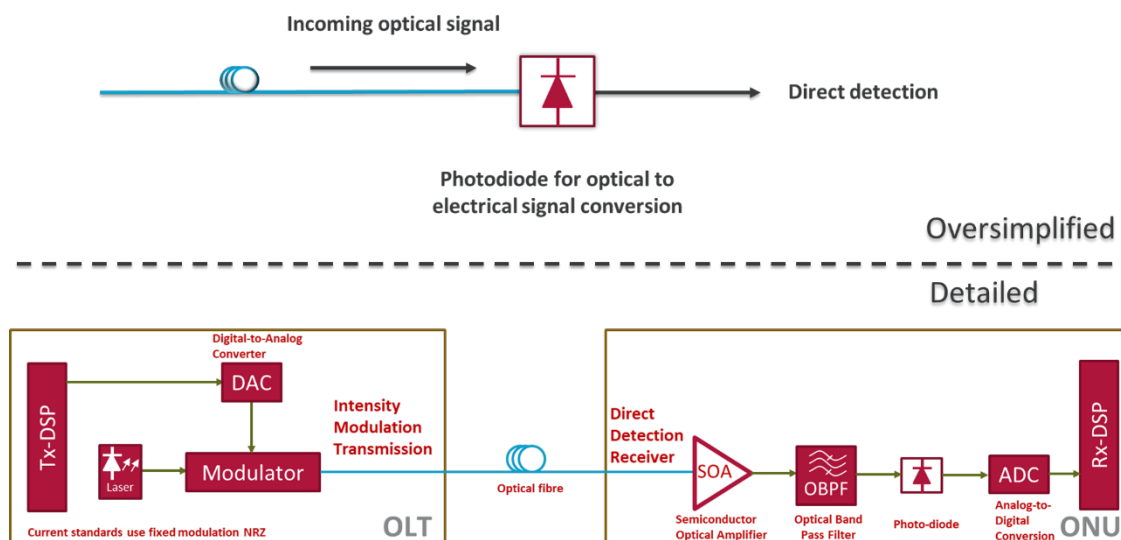 Incoming optical signal
Direct detection
Photodiode for optical to
electrical signal conversion
Oversimplified
Detailed
Digital-to-Analog
Converter
DAC
Tx-DSP
Intensity
Modulation
Transmission
Laser
Modulator
Current standards use fixed modulation NRZ
OLT
Optical fibre
Direct
Detection
Receiver
SOA
Semiconductor
Optical Amplifier
OBPF
Optical Band
Pass Filter
Photo-diode
ADC
Analog-to-
Digital
Conversion
Rx-DSP
ONU